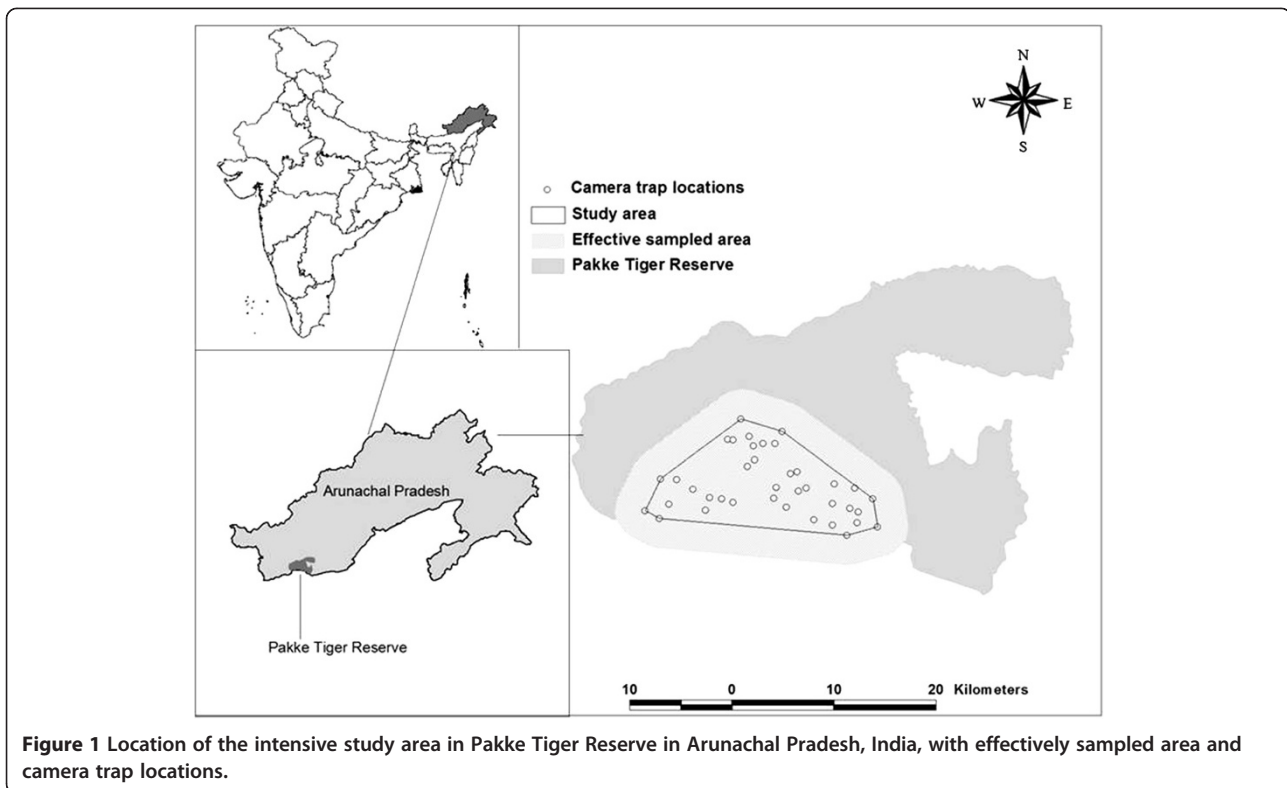 N
W E
S
Camera trap locations
Study area
Effective sampled area
Pakke Tiger Reserve
Arunachal Pradesh
Pakke Tiger Reserve
10 0 10 20 Kilometers
Figure 1 Location of the intensive study area in Pakke Tiger Reserve in Arunachal Pradesh, India, with effectively sampled area and
camera trap locations.